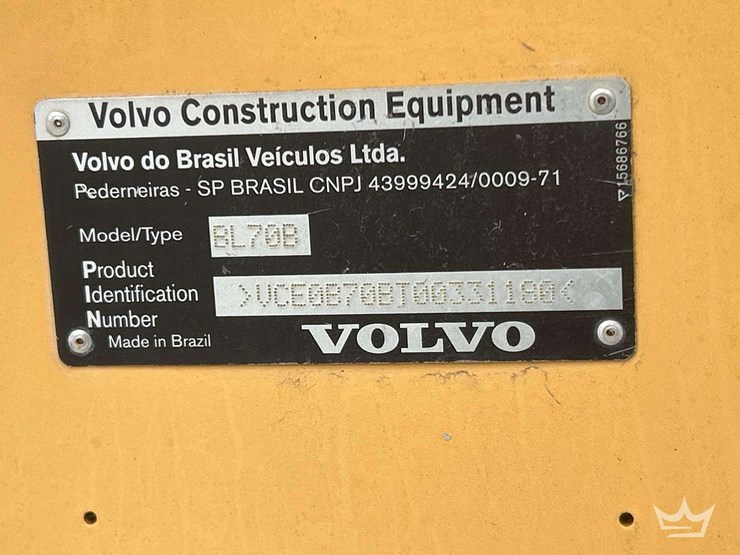 Volvo Construction Equipment
Volvo do Brasil Veículos Ltda.
Pederneiras - SP BRASIL CNPJ 43999424/0009-71
Model/Type BL70B
Product
Identification >VCE0B70BT00331180<
Number
Made in Brazil VOLVO
15686766